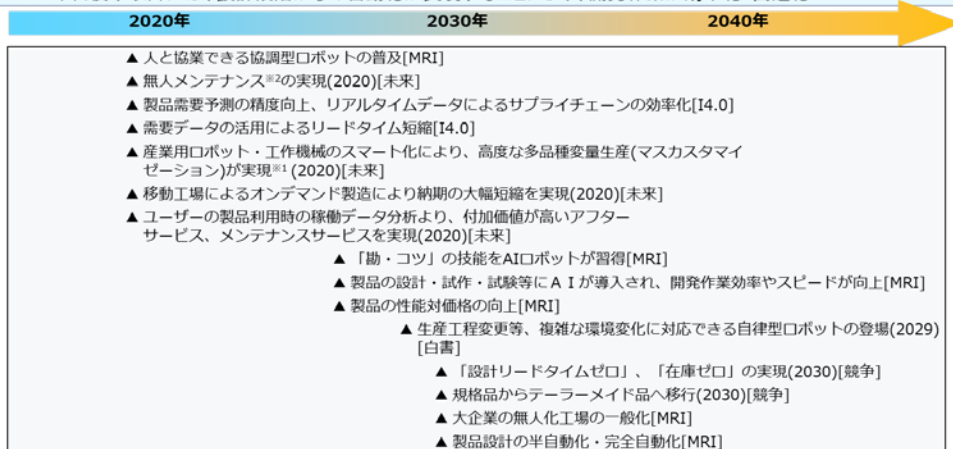 2020年 2030年 2040年
▲ 人と協業できる協調型ロボットの普及[MRI]
▲ 無人メンテナンス※2の実現(2020)[未来]
▲ 製品需要予測の精度向上、リアルタイムデータによるサプライチェーンの効率化[I4.0]
▲ 需要データの活用によるリードタイム短縮[I4.0]
▲ 産業用ロボット・工作機械のスマート化により、高度な多品種変量生産(マスカスタマイ
ゼーション)が実現※1 (2020)[未来]
▲ 移動工場によるオンデマンド製造により納期の大幅短縮を実現(2020)[未来]
▲ ユーザーの製品利用時の稼働データ分析より、付加価値が高いアフター
サービス、メンテナンスサービスを実現(2020)[未来]
▲ 「勘・コツ」の技能をAIロボットが習得[MRI]
▲ 製品の設計・試作・試験等にＡＩが導入され、開発作業効率やスピードが向上[MRI]
▲ 製品の性能対価格の向上[MRI]
▲ 生産工程変更等、複雑な環境変化に対応できる自律型ロボットの登場(2029)
[白書]
▲ 「設計リードタイムゼロ」、「在庫ゼロ」の実現(2030)[競争]
▲ 規格品からテーラーメイド品へ移行(2030)[競争]
▲ 大企業の無人化工場の一般化[MRI]
▲ 製品設計の半自動化・完全自動化[MRI]